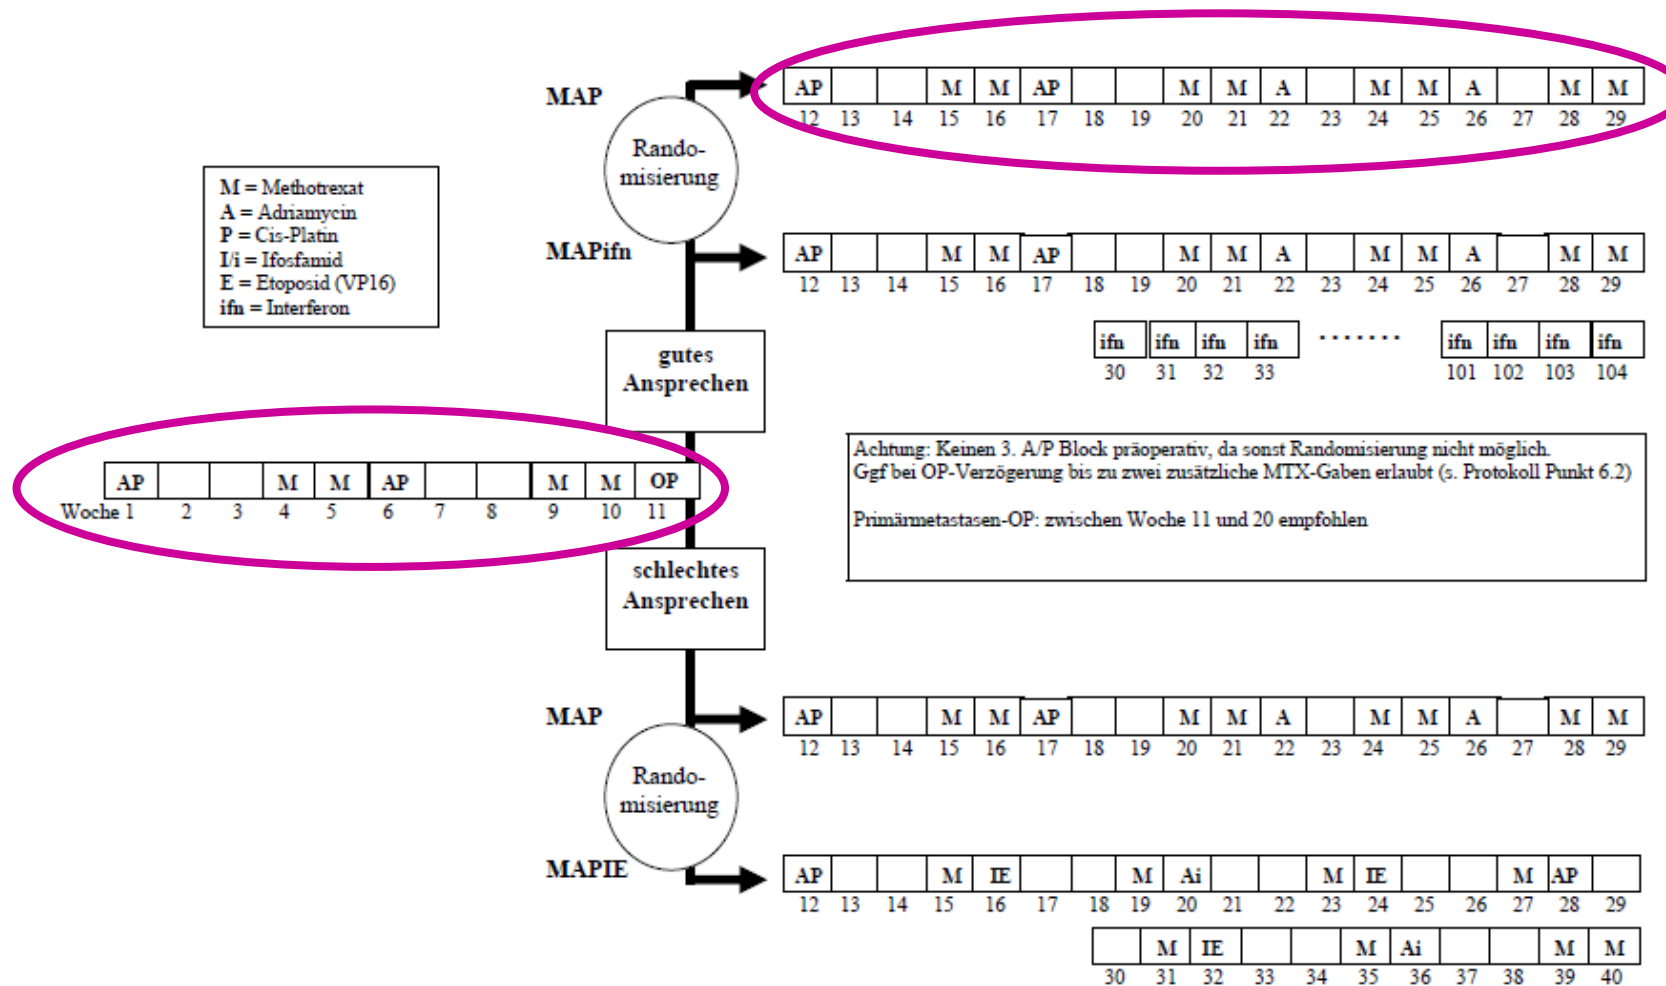 MAP
AP M M AP M M A M M A M M
12 13 14 15 16 17 18 19 20 21 22 23 24 25 26 27 28 29
Rando-
misierung
M = Methotrexat
A = Adriamycin
P = Cis-Platin
I/i = Ifosfamid
E = Etoposid (VP16)
ifn = Interferon
MAPifn
AP M M AP M M A M M A M M
12 13 14 15 16 17 18 19 20 21 22 23 24 25 26 27 28 29
ifn ifn ifn ifn ....... ifn ifn ifn ifn
30 31 32 33 101 102 103 104
gutes
Ansprechen
AP M M AP M M OP
Woche 1 2 3 4 5 6 7 8 9 10 11
Achtung: Keinen 3. A/P Block präoperativ, da sonst Randomisierung nicht möglich.
Ggf bei OP-Verzögerung bis zu zwei zusätzliche MTX-Gaben erlaubt (s. Protokoll Punkt 6.2)
Primärmetastasen-OP: zwischen Woche 11 und 20 empfohlen
schlechtes
Ansprechen
MAP
AP M M AP M M A M M A M M
12 13 14 15 16 17 18 19 20 21 22 23 24 25 26 27 28 29
Rando-
misierung
MAPIE
AP M IE M Ai M IE M AP
12 13 14 15 16 17 18 19 20 21 22 23 24 25 26 27 28 29
M IE M Ai M M
30 31 32 33 34 35 36 37 38 39 40